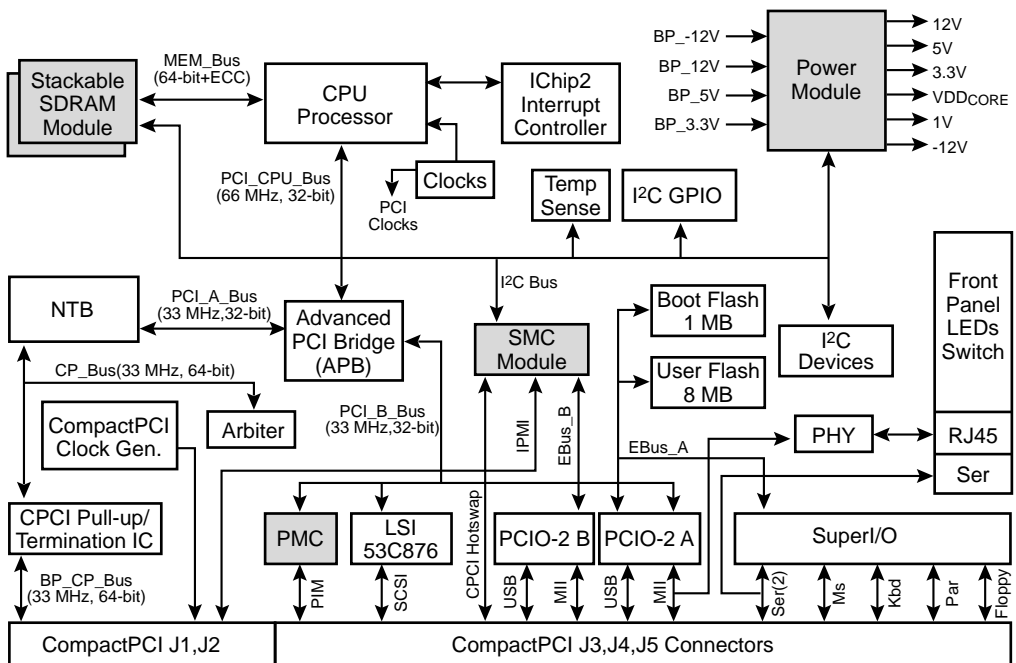 Stackable
SDRAM
Module
MEM_Bus
(64-bit+ECC)
CPU
Processor
IChip2
Interrupt
Controller
BP_-12V
BP_12V
BP_5V
BP_3.3V
Power
Module
12V
5V
3.3V
VDDCORE
1V
-12V
PCI_CPU_Bus
(66 MHz, 32-bit)
Clocks
PCI
Clocks
Temp
Sense
I2C GPIO
I2C Bus
NTB
PCI_A_Bus
(33 MHz,32-bit)
Advanced
PCI Bridge
(APB)
SMC
Module
Boot Flash
1 MB
User Flash
8 MB
I2C
Devices
Front
Panel
LEDs
Switch
CP_Bus(33 MHz, 64-bit)
CompactPCI
Clock Gen.
Arbiter
PCI_B_Bus
(33 MHz,32-bit)
IPMI
EBus_B
EBus_A
PHY
RJ45
Ser
CPCI Pull-up/
Termination IC
PMC
LSI
53C876
CPCI Hotswap
PCIO-2 B
PCIO-2 A
SuperI/O
BP_CP_Bus
(33 MHz, 64-bit)
PIM
SCSI
USB
MII
USB
MII
Ser(2)
Ms
Kbd
Par
Floppy
CompactPCI J1,J2
CompactPCI J3,J4,J5 Connectors